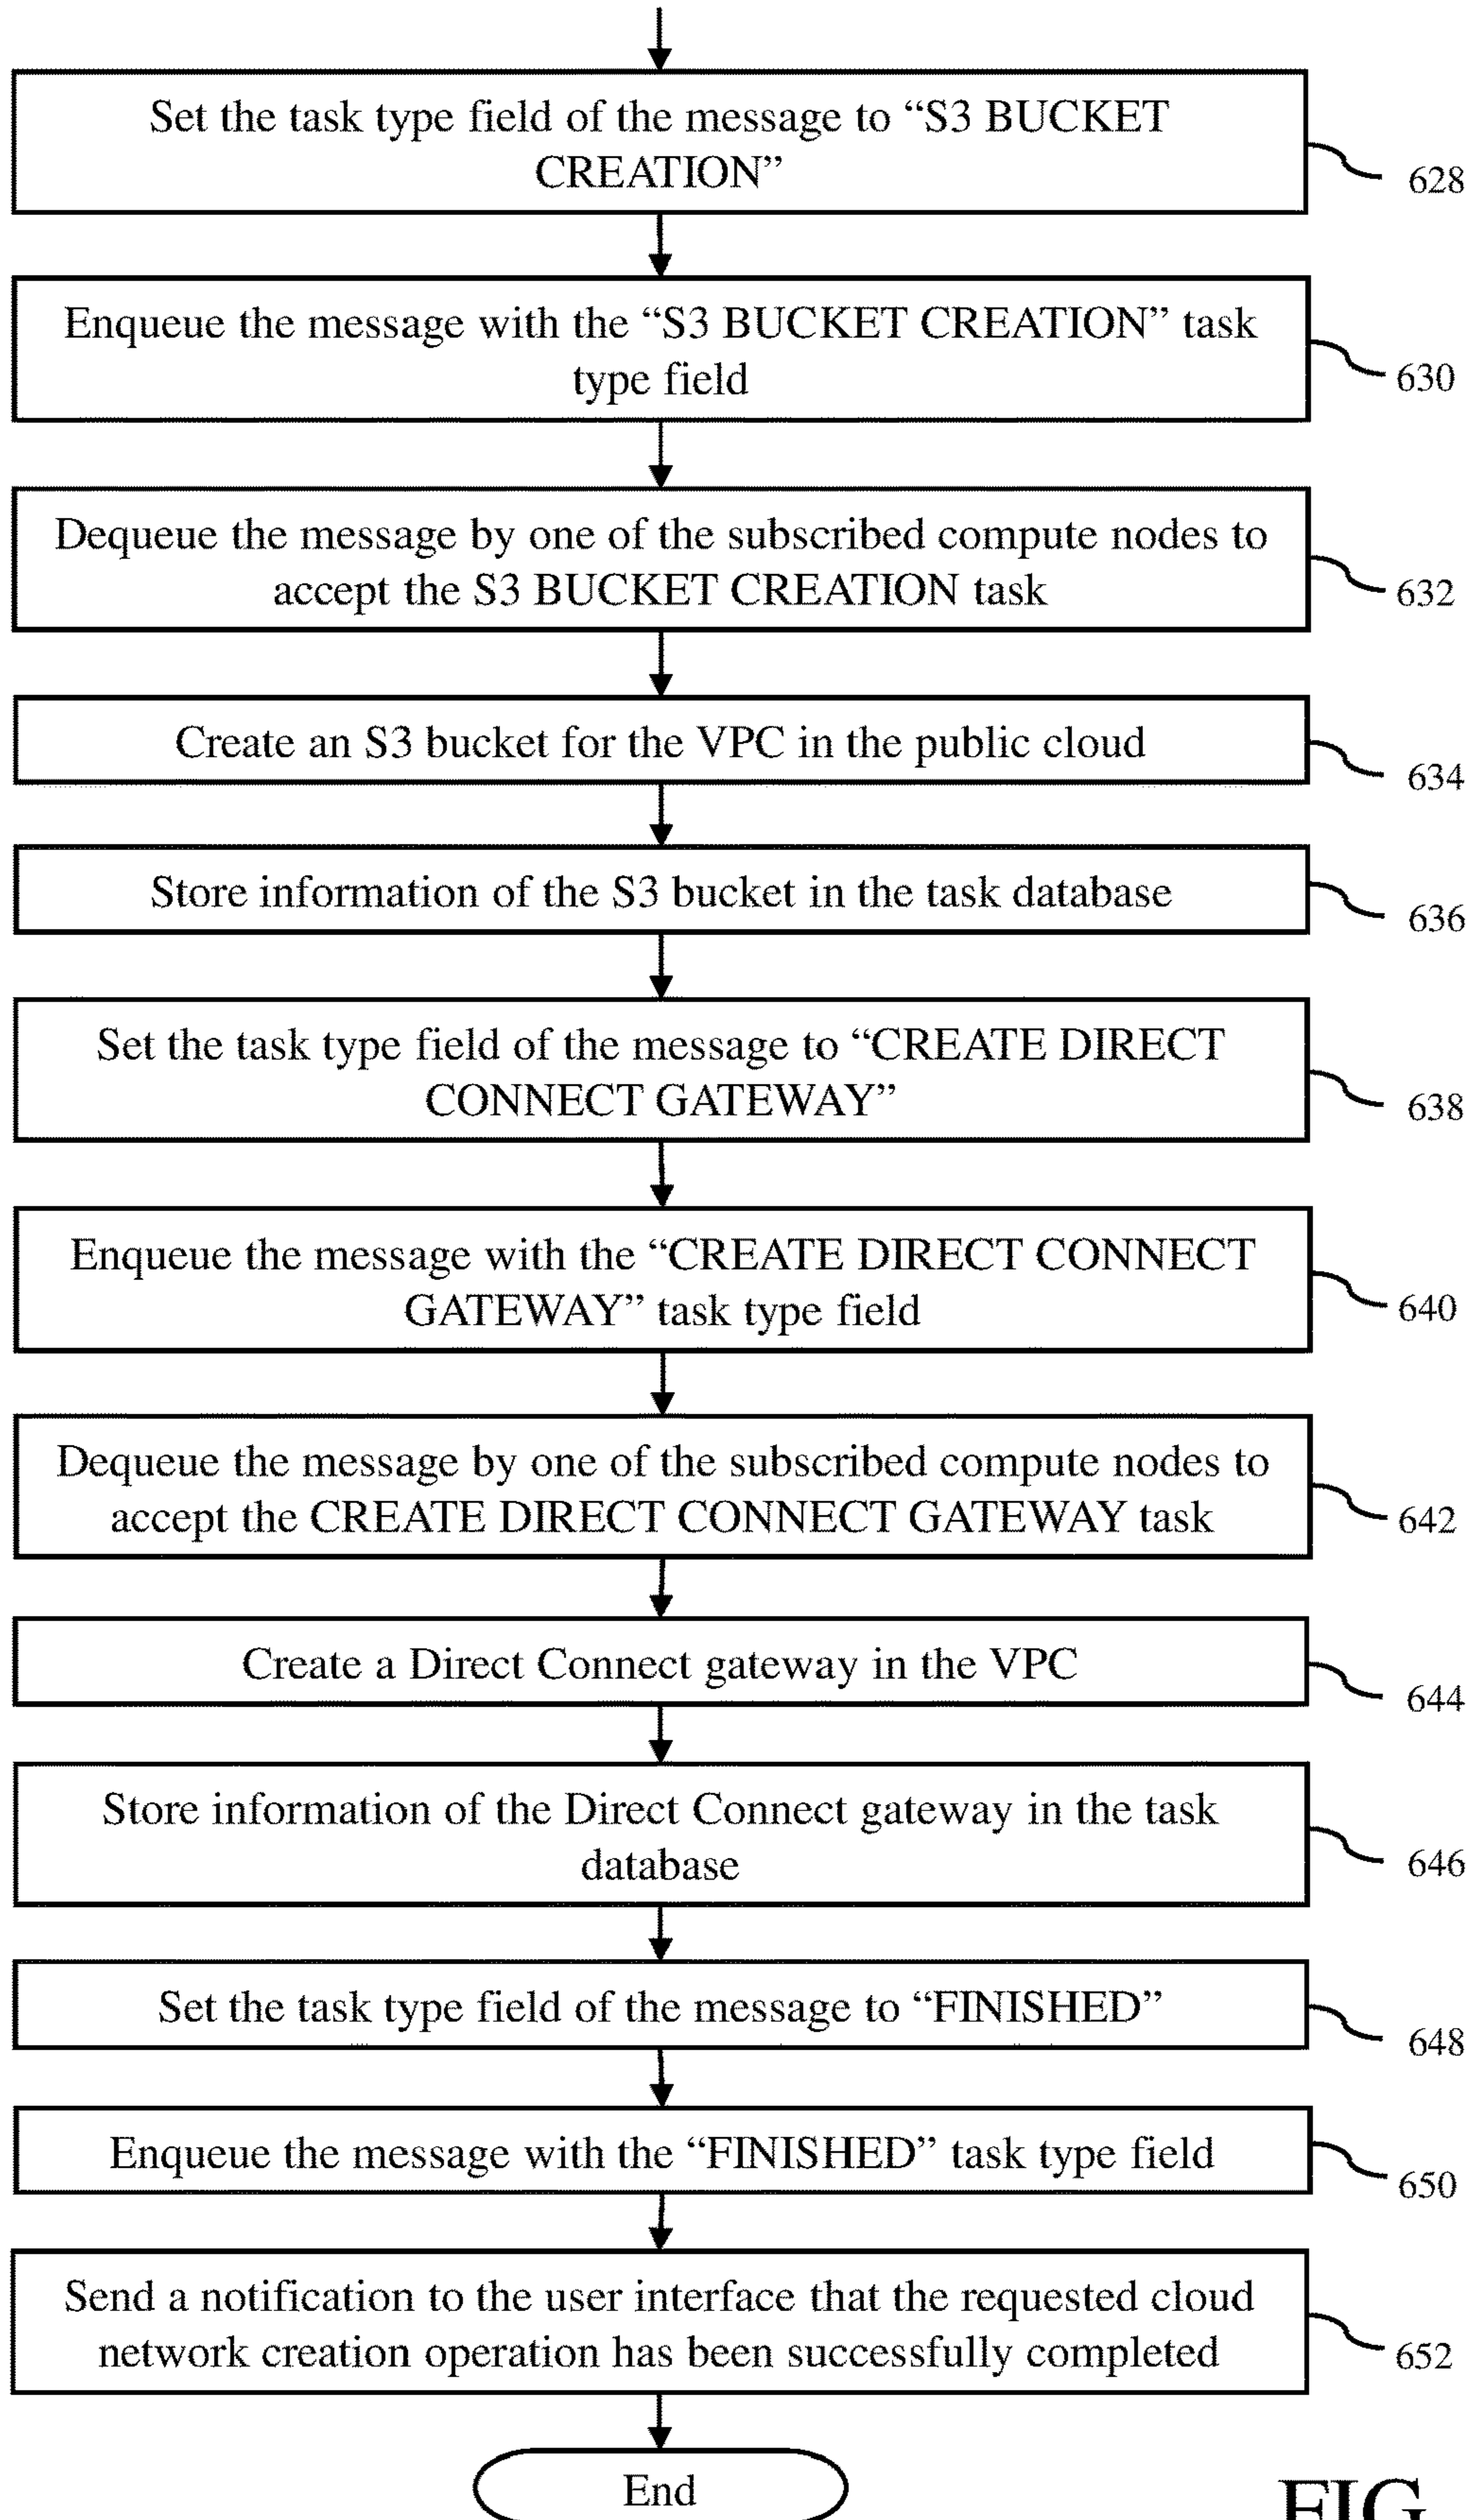 Set the task type field of the message to “S3 BUCKET
CREATION”
628
Enqueue the message with the “S3 BUCKET CREATION” task
type field
630
Dequeue the message by one of the subscribed compute nodes to
accept the S3 BUCKET CREATION task
632
Create an S3 bucket for the VPC in the public cloud
634
Store information of the S3 bucket in the task database
636
Set the task type field of the message to “CREATE DIRECT
CONNECT GATEWAY”
638
Enqueue the message with the “CREATE DIRECT CONNECT
GATEWAY” task type field
640
Dequeue the message by one of the subscribed compute nodes to
accept the CREATE DIRECT CONNECT GATEWAY task
642
Create a Direct Connect gateway in the VPC
644
Store information of the Direct Connect gateway in the task
database
646
Set the task type field of the message to “FINISHED”
648
Enqueue the message with the “FINISHED” task type field
650
Send a notification to the user interface that the requested cloud
network creation operation has been successfully completed
652
End
FIG